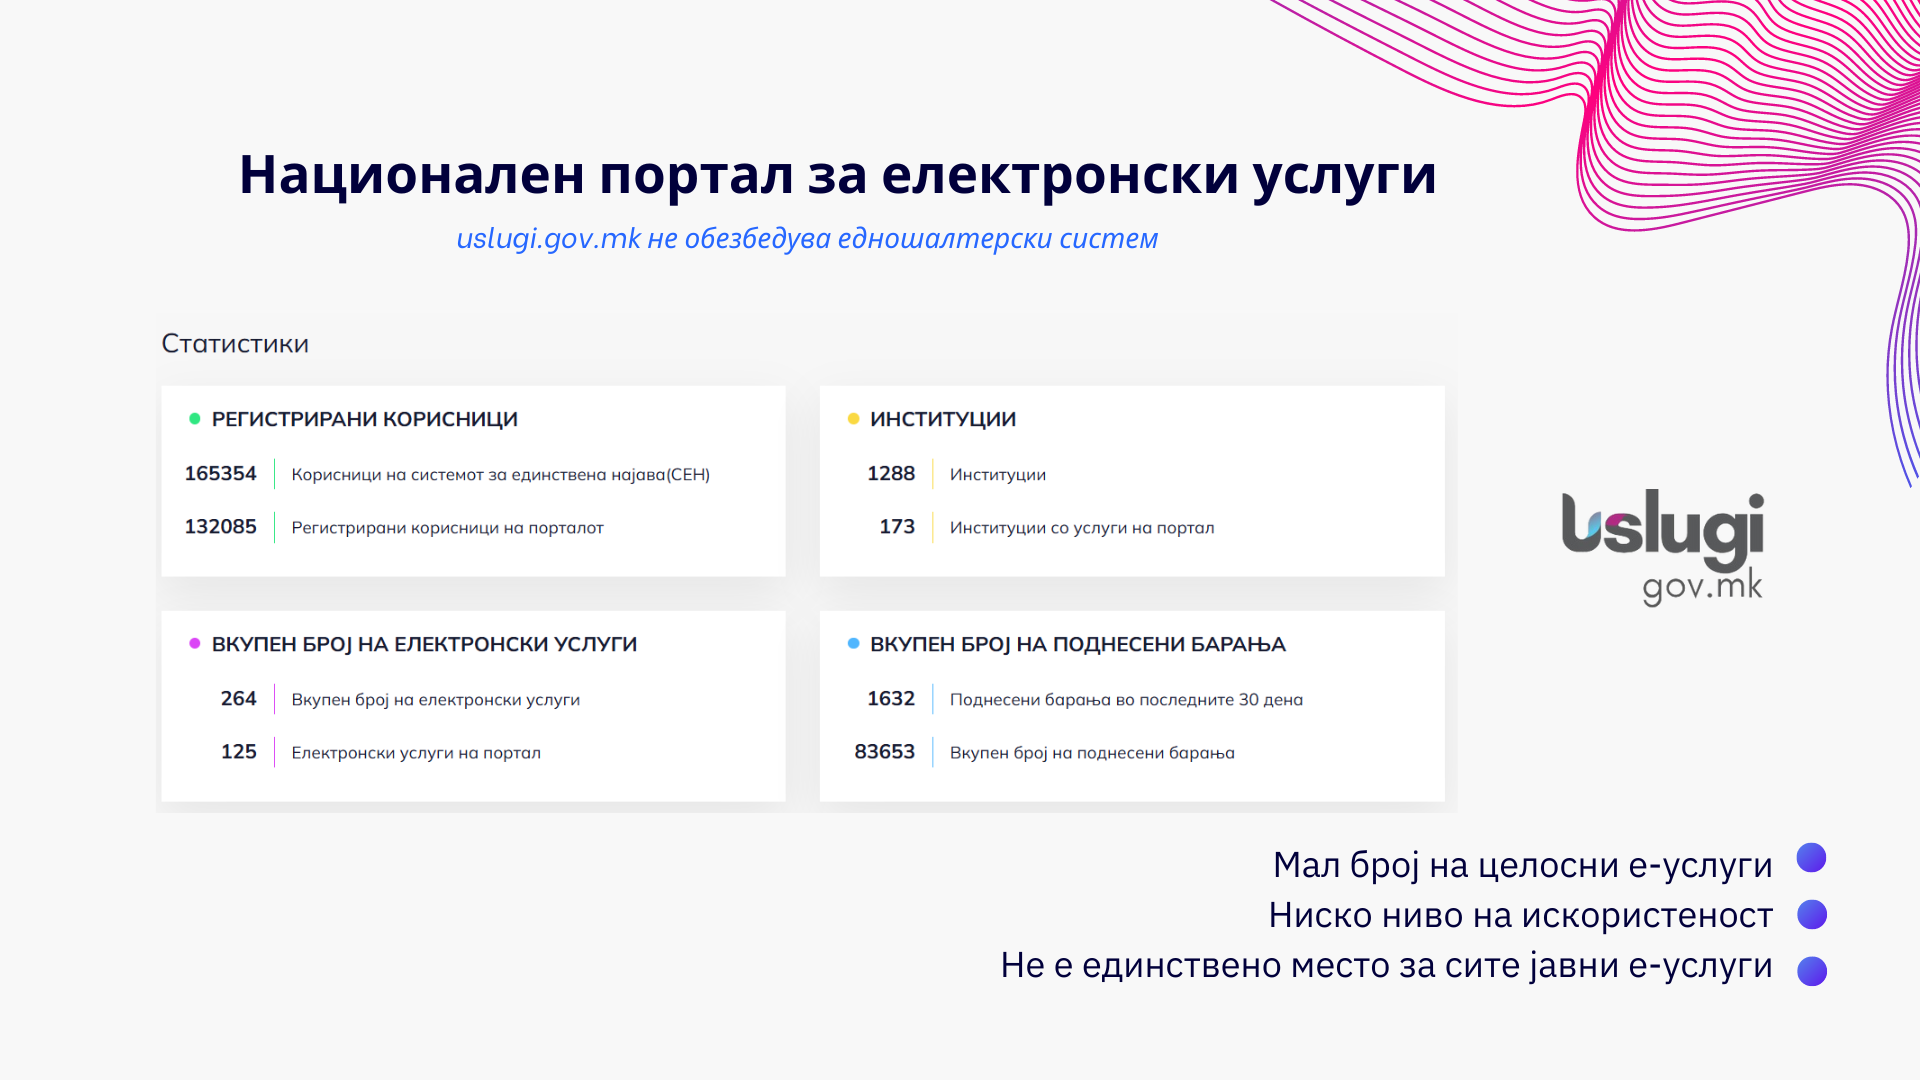 Национален портал за електронски услуги
uslugi.gov.mk не обезбедува едношалтерски систем
Статистики
РЕГИСТРИРАНИ КОРИСНИЦИ
165354 Корисници на системот за единствена најава(СЕН)
132085 Регистрирани корисници на порталот
ИНСТИТУЦИИ
1288 Институции
173 Институции со услуги на портал
ВКУПЕН БРОЈ НА ЕЛЕКТРОНСКИ УСЛУГИ
264 Вкупен број на електронски услуги
125 Електронски услуги на портал
ВКУПЕН БРОЈ НА ПОДНЕСЕНИ БАРАЊА
1632 Поднесени барања во последните 30 дена
83653 Вкупен број на поднесени барања
uslugi
gov.mk
Мал број на целосни е-услуги
Ниско ниво на искористеност
Не е единствено место за сите јавни е-услуги